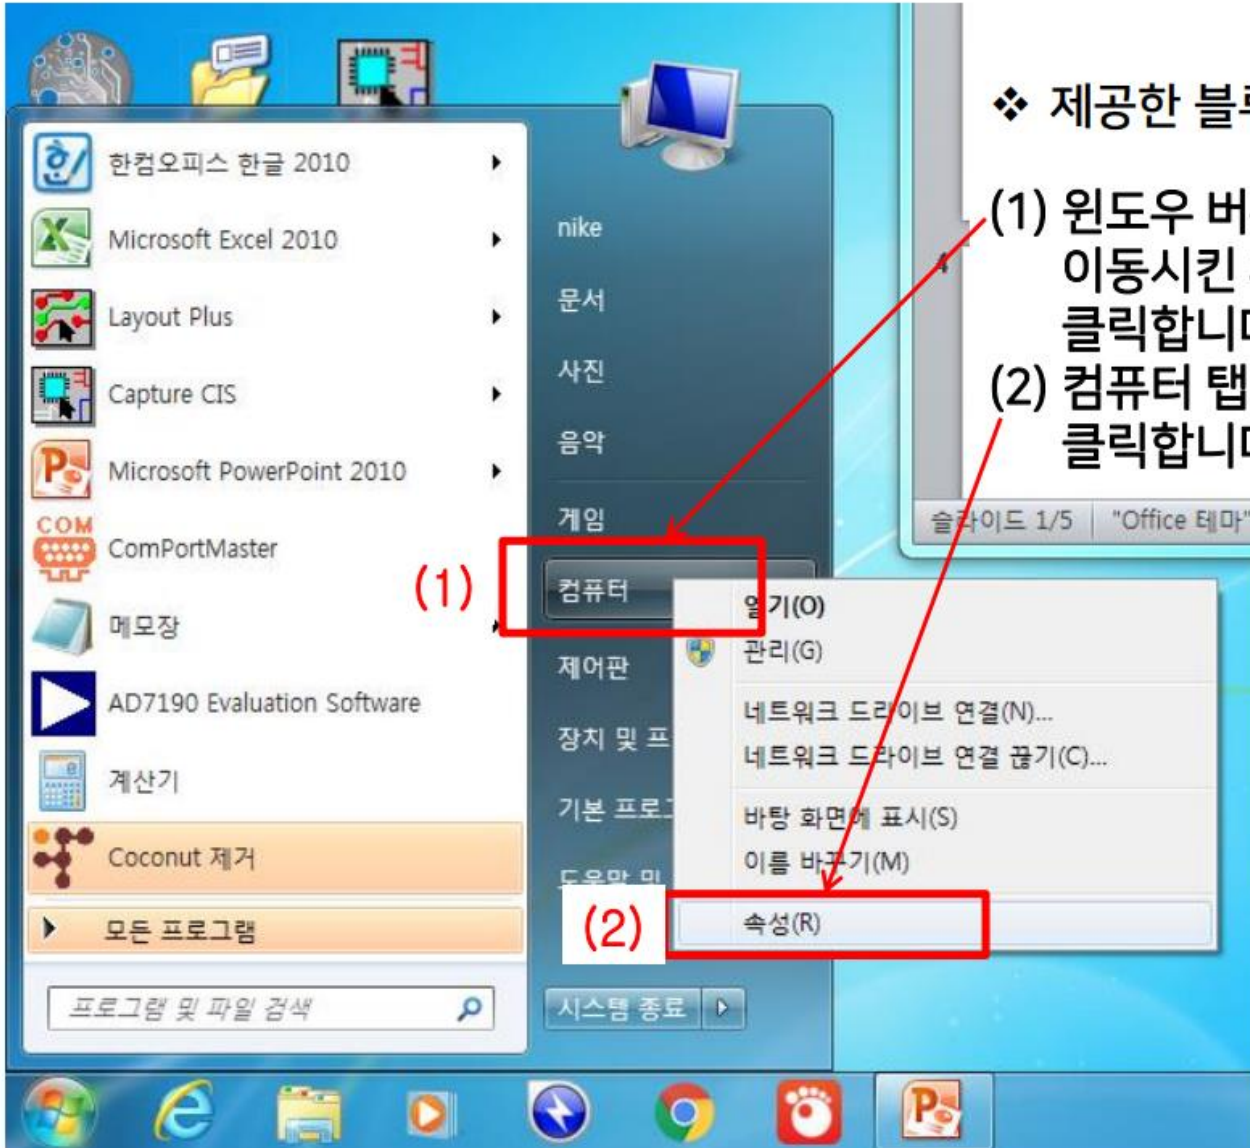 한컴오피스 한글 2010
Microsoft Excel 2010
Layout Plus
Capture CIS
Microsoft PowerPoint 2010
COM
ComPortMaster
메모장
AD7190 Evaluation Software
계산기
Coconut 제거
모든 프로그램
프로그램 및 파일 검색
nike
문서
사진
음악
게임
(1)
컴퓨터
제어판
장치 및 프
기본 프로그
도움말 및
시스템 종료
열기(O)
관리(G)
네트워크 드라이브 연결(N)...
네트워크 드라이브 연결 끊기(C)...
바탕 화면에 표시(S)
이름 바꾸기(M)
(2)
속성(R)
❖ 제공한
(1) 윈도우
이동시킨
클릭합니다
(2) 컴퓨터 탭
클릭합니다
4
슬라이드 1/5
"Office 테마"